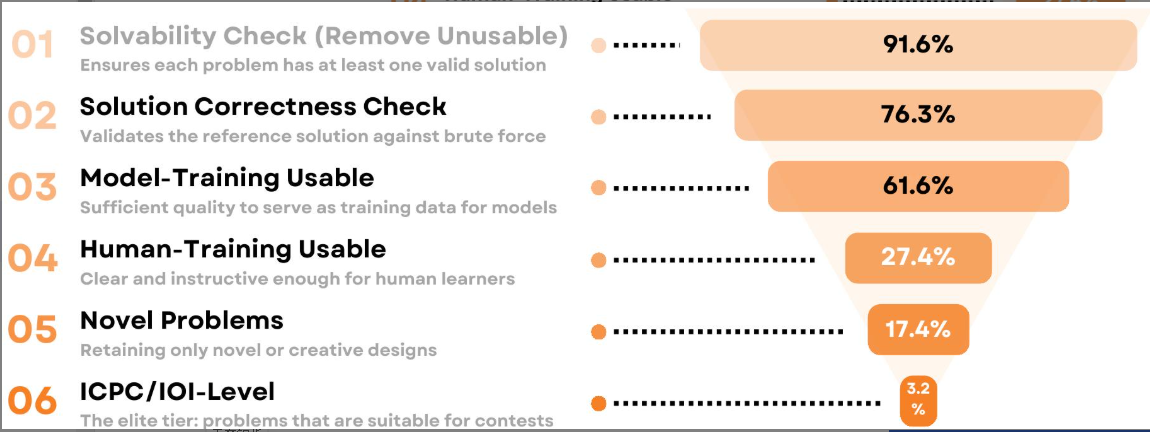 01 Solvability Check (Remove Unusable) 91.6%
Ensures each problem has at least one valid solution
02 Solution Correctness Check 76.3%
Validates the reference solution against brute force
03 Model-Training Usable 61.6%
Sufficient quality to serve as training data for models
04 Human-Training Usable 27.4%
Clear and instructive enough for human learners
05 Novel Problems 17.4%
Retaining only novel or creative designs
06 ICPC/IOI-Level 3.2
%
The elite tier: problems that are suitable for contests